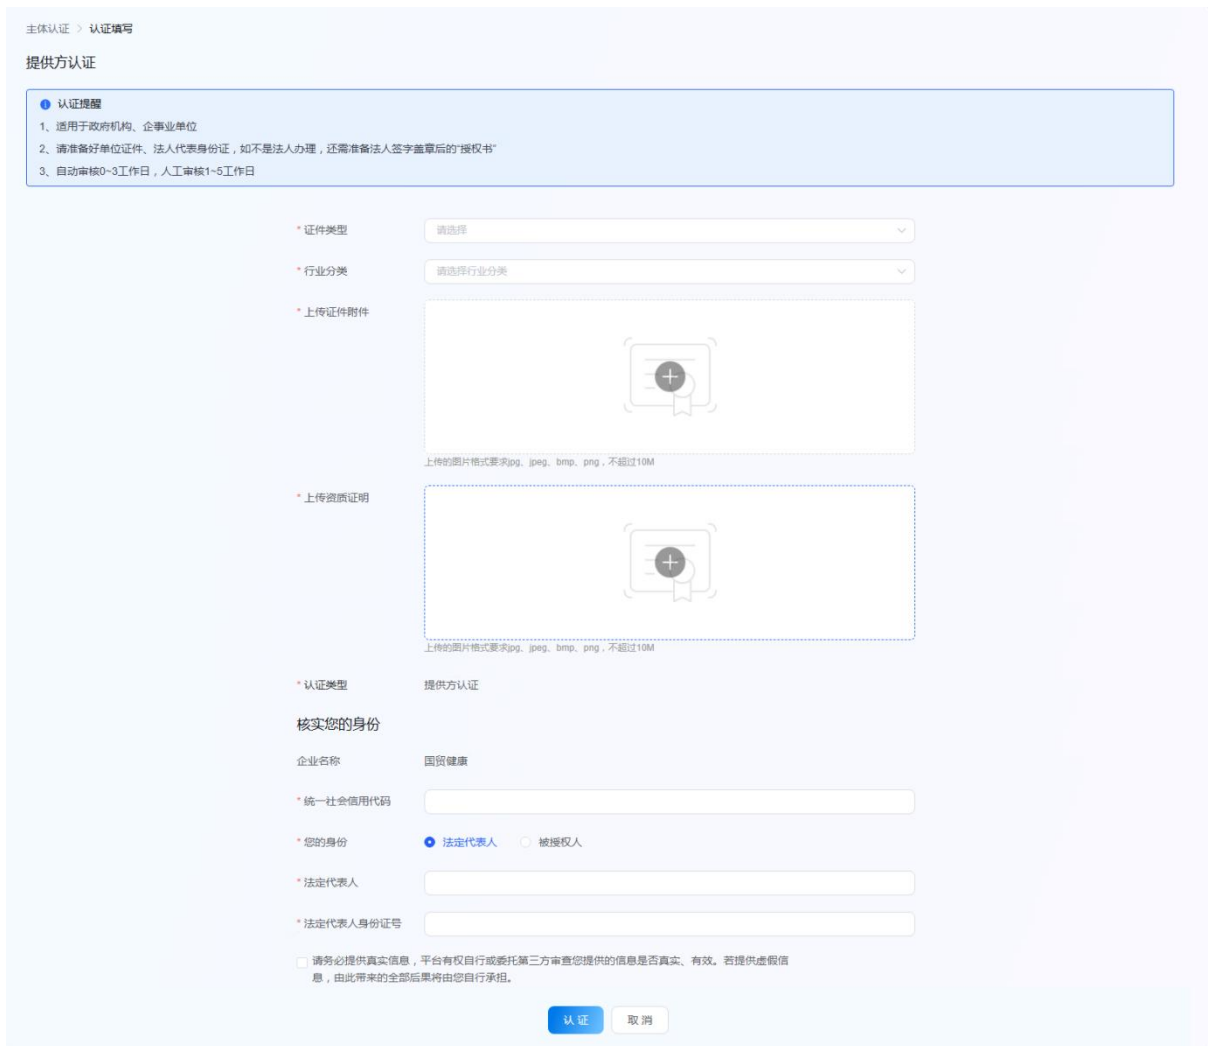 主体认证 > 认证填写
提供方认证
认证提醒
1、适用于政府机构、企事业单位
2、请准备好单位证件、法人代表身份证，如不是法人办理，还需准备法人签字盖章后的“授权书”
3、自动审核0~3工作日，人工审核1~5工作日
* 证件类型 请选择
* 行业分类 请选择行业分类
* 上传证件附件
上传的图片格式要求jpg、jpeg、bmp、png，不超过10M
* 上传资质证明
上传的图片格式要求jpg、jpeg、bmp、png，不超过10M
* 认证类型 提供方认证
核实您的身份
企业名称 国贸健康
* 统一社会信用代码
* 您的身份 法定代表人 被授权人
* 法定代表人
* 法定代表人身份证号
请务必提供真实信息，平台有权自行或委托第三方审查您提供的信息是否真实、有效。若提供虚假信
息，由此带来的全部后果将由您自行承担。
认 证 取 消